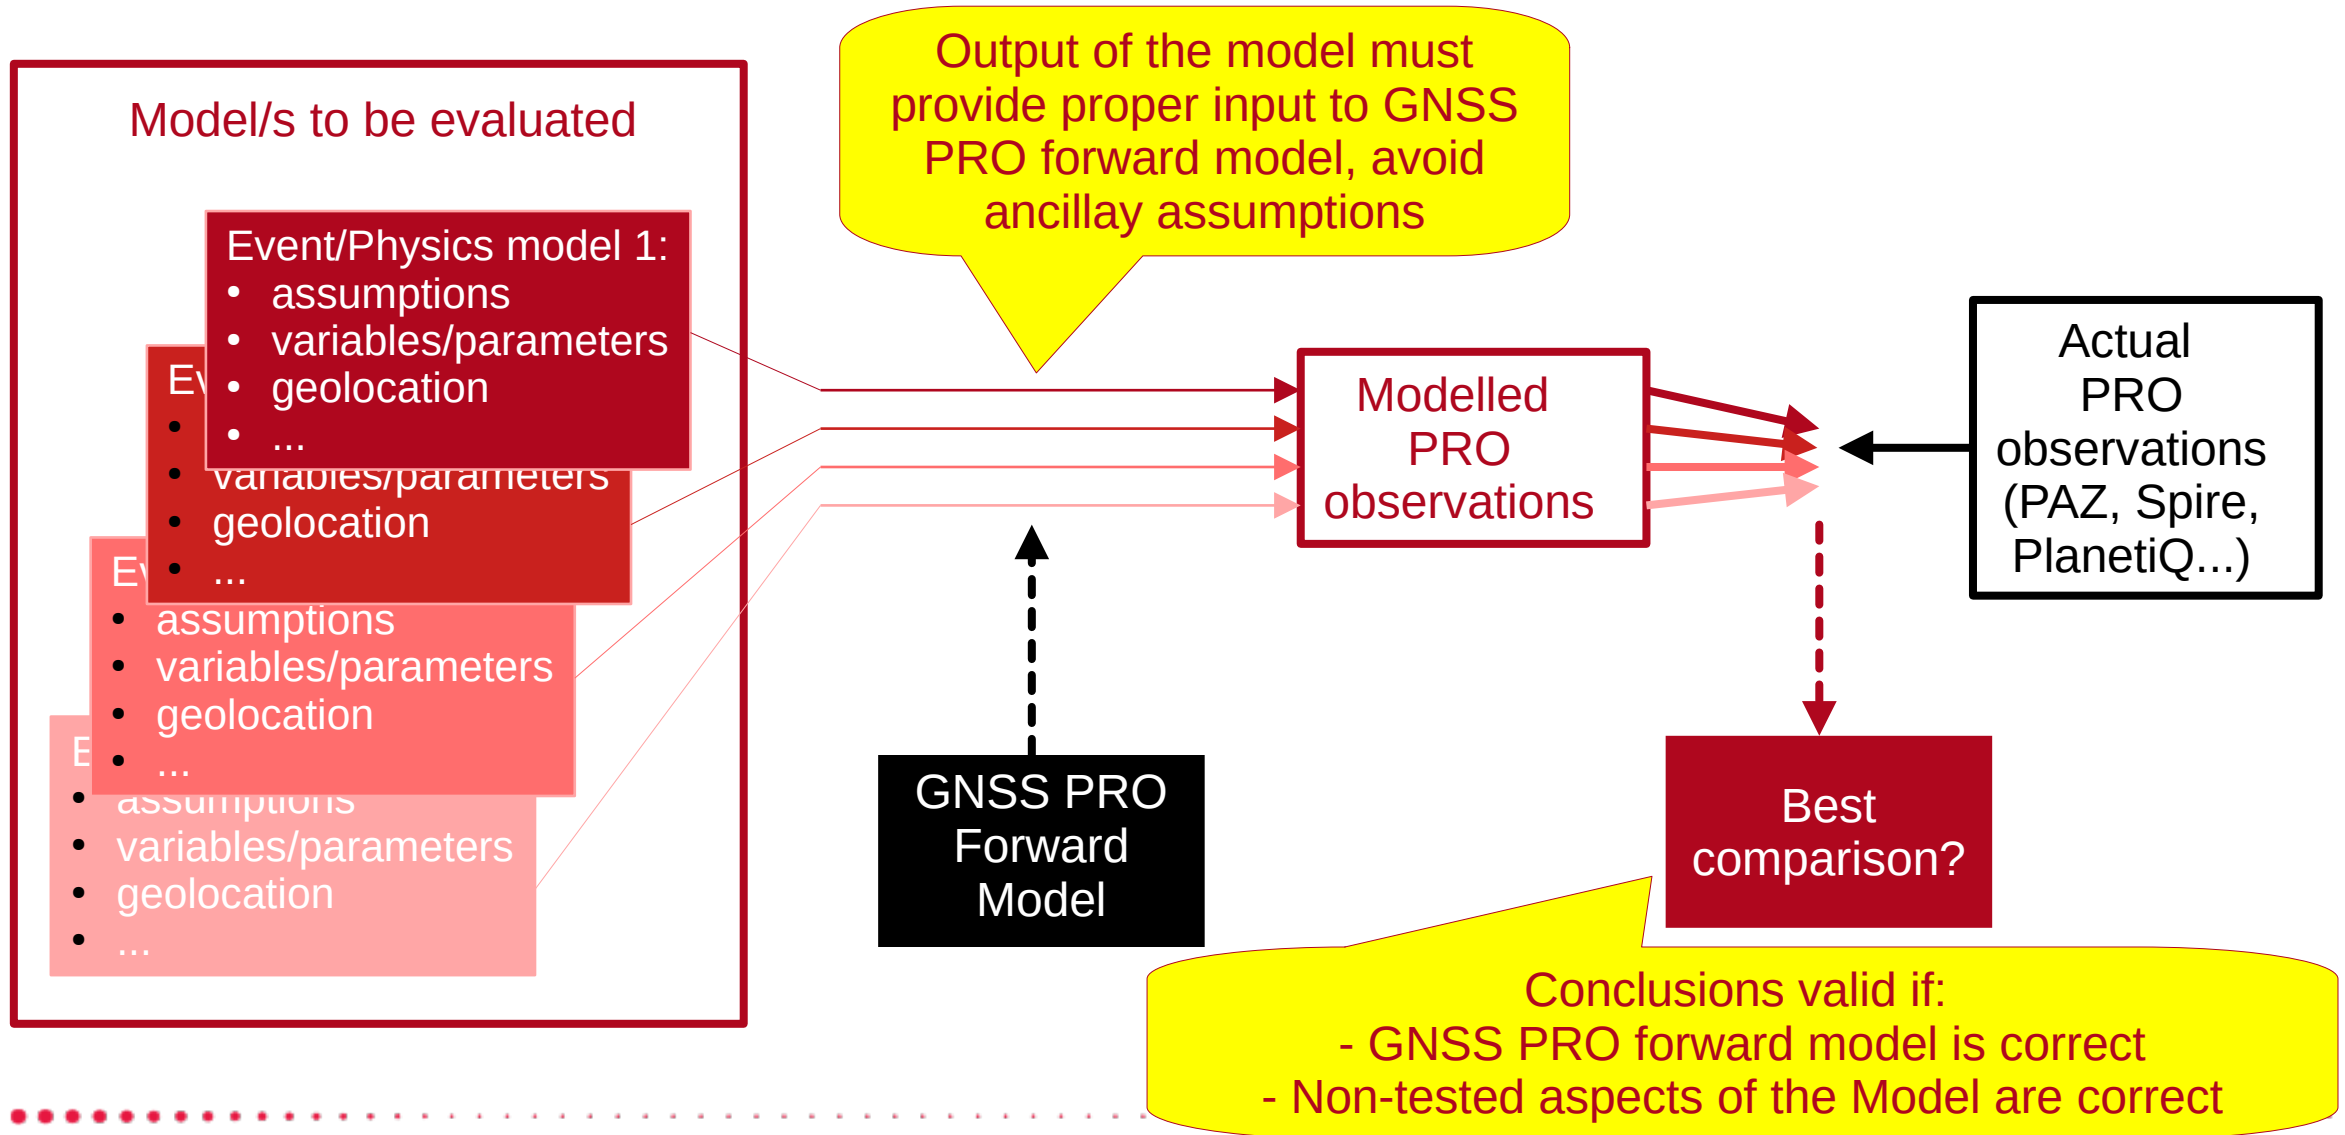 Model/s to be evaluated
Event/Physics model 1:
• assumptions
• variables/parameters
• geolocation
• ...
• variables/parameters
• geolocation
• ...
• assumptions
• variables/parameters
• geolocation
• ...
• assumptions
• variables/parameters
• geolocation
• ...
Output of the model must
provide proper input to GNSS
PRO forward model, avoid
ancillay assumptions
GNSS PRO
Forward
Model
Modelled
PRO
observations
Actual
PRO
observations
(PAZ, Spire,
PlanetiQ...)
Best
comparison?
Conclusions valid if:
- GNSS PRO forward model is correct
- Non-tested aspects of the Model are correct